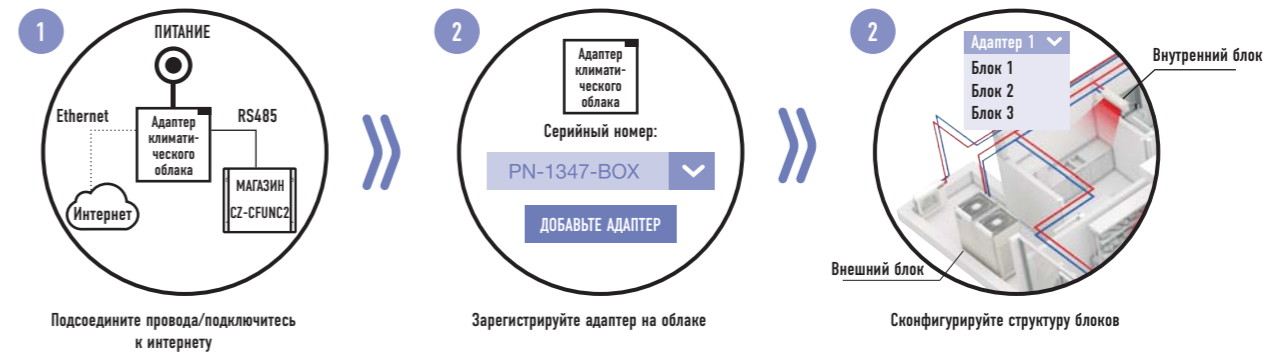 1
ПИТАНИЕ
Ethernet
RS485
Адаптер
климати-
ческого
облака
Интернет
МАГАЗИН
CZ-CFUNC2
Подсоедините провода/подключитесь
к интернету
2
Адаптер
климати-
ческого
облака
Серийный номер:
PN-1347-BOX
ДОБАВЬТЕ АДАПТЕР
Зарегистрируйте адаптер на облаке
2
Адаптер 1
Блок 1
Блок 2
Блок 3
Внутренний блок
Внешний блок
Сконфигурируйте структуру блоков